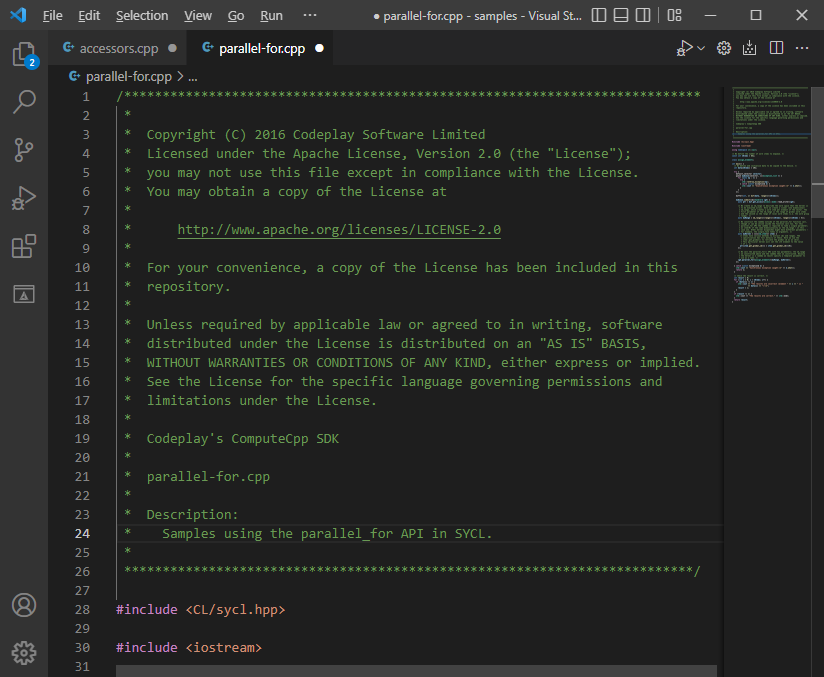 File Edit Selection View Go Run ··· ● parallel-for.cpp - samples - Visual St...
2
accessors.cpp ● parallel-for.cpp ●
parallel-for.cpp > ...
1 /***************************************************************************
2 *
3 * Copyright (C) 2016 Codeplay Software Limited
4 * Licensed under the Apache License, Version 2.0 (the "License");
5 * you may not use this file except in compliance with the License.
6 * You may obtain a copy of the License at
7 *
8 * http://www.apache.org/licenses/LICENSE-2.0
9 *
10 * For your convenience, a copy of the License has been included in this
11 * repository.
12 *
13 * Unless required by applicable law or agreed to in writing, software
14 * distributed under the License is distributed on an "AS IS" BASIS,
15 * WITHOUT WARRANTIES OR CONDITIONS OF ANY KIND, either express or implied.
16 * See the License for the specific language governing permissions and
17 * limitations under the License.
18 *
19 * Codeplay's ComputeCpp SDK
20 *
21 * parallel-for.cpp
22 *
23 * Description:
24 * Samples using the parallel_for API in SYCL.
25 *
26 **************************************************************************/
27
28 #include <CL/sycl.hpp>
29
30 #include <iostream>
31